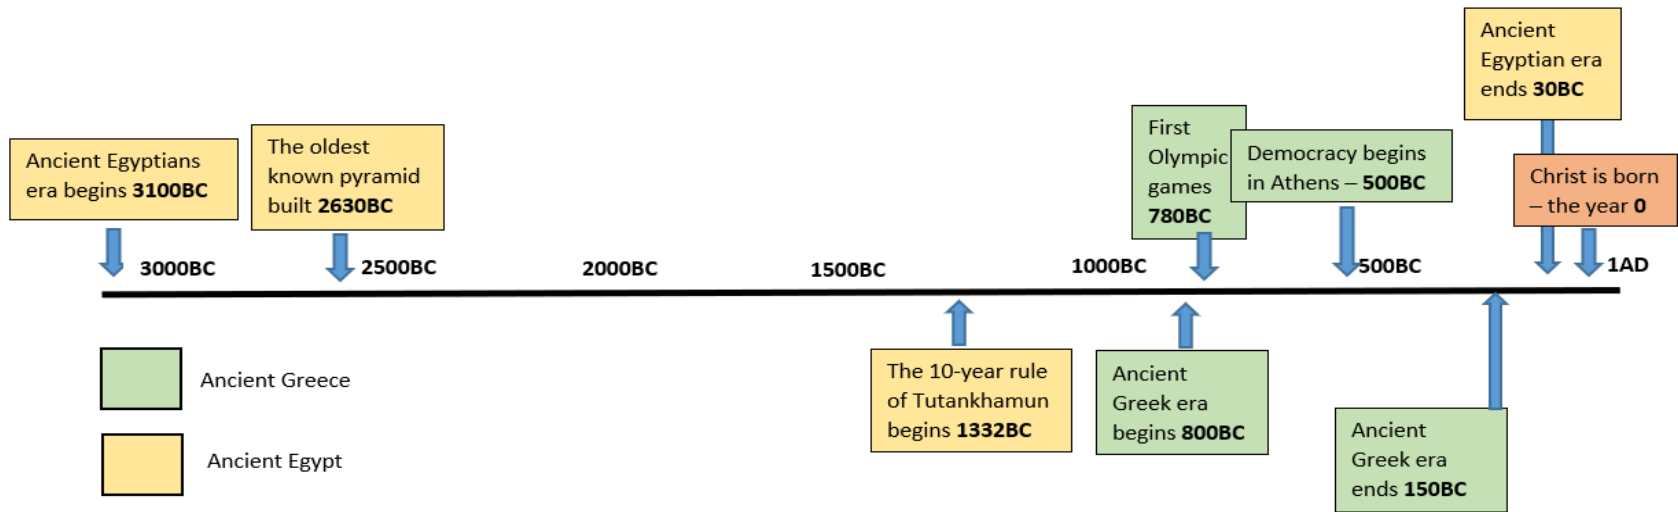 Ancient Egyptians
era begins 3100BC
The oldest
known pyramid
built 2630BC
First
Olympic
games
780BC
Democracy begins
in Athens – 500BC
Ancient
Egyptian era
ends 30BC
Christ is born
– the year 0
3000BC
2500BC
2000BC
1500BC
1000BC
500BC
1AD
The 10-year rule
of Tutankhamun
begins 1332BC
Ancient
Greek era
begins 800BC
Ancient
Greek era
ends 150BC
Ancient Greece
Ancient Egypt